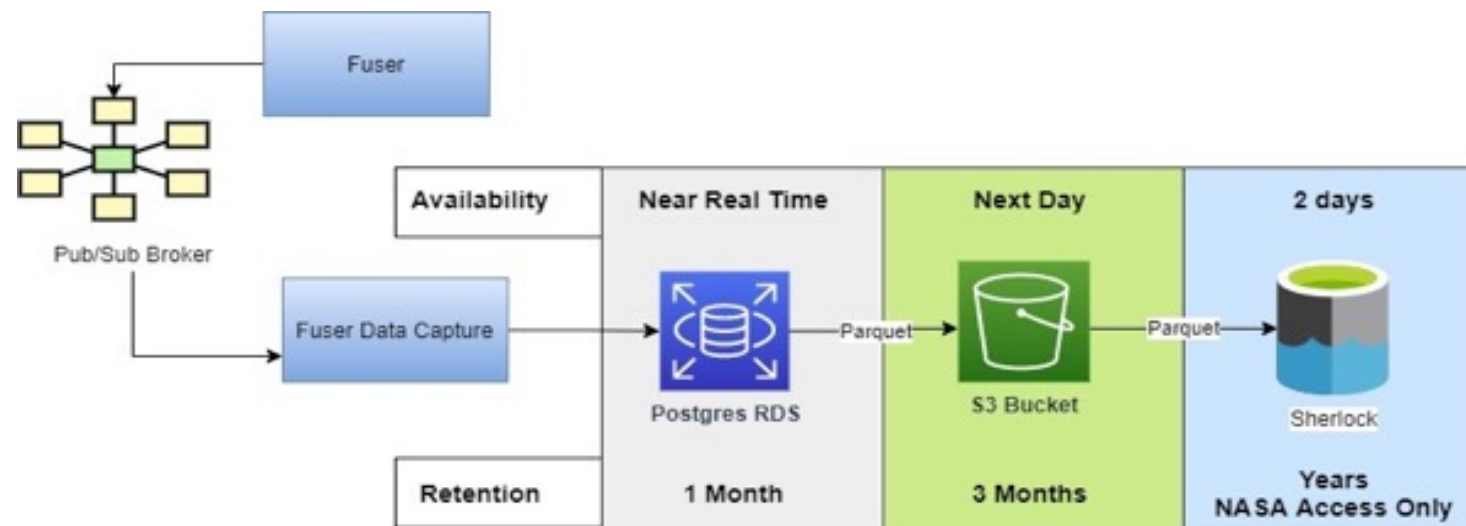 Fuser
Pub/Sub Broker
Fuser Data Capture
Availability
Near Real Time
Next Day
2 days
Parquet
Parquet
Postgres RDS
S3 Bucket
Sherlock
Retention
1 Month
3 Months
Years
NASA Access Only